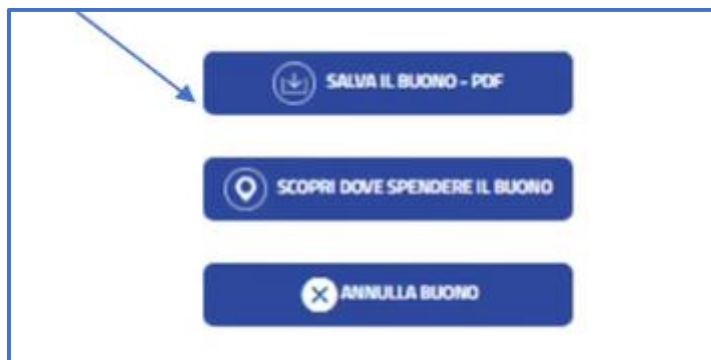 SALVA IL BUONO - PDF
SCOPRI DOVE SPENDERE IL BUONO
ANNULLA BUONO